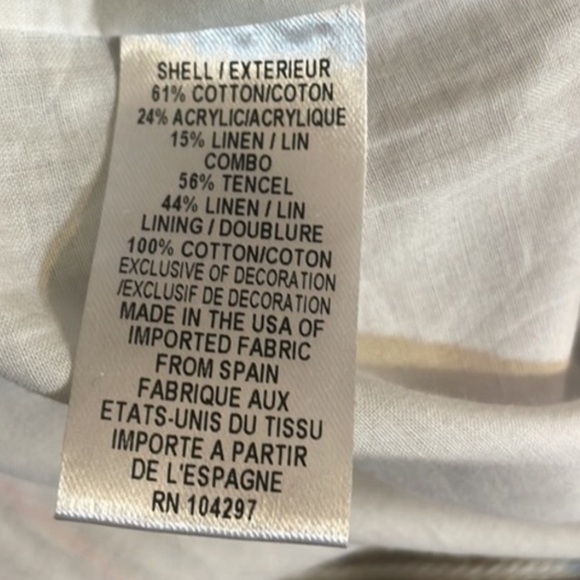 SHELL / EXTERIEUR
61% COTTON/COTON
24% ACRYLIC/ACRYLIQUE
15% LINEN / LIN
COMBO
56% TENCEL
44% LINEN / LIN
LINING / DOUBLURE
100% COTTON/COTON
EXCLUSIVE OF DECORATION
/EXCLUSIF DE DECORATION
MADE IN THE USA OF
IMPORTED FABRIC
FROM SPAIN
FABRIQUE AUX
ETATS-UNIS DU TISSU
IMPORTE A PARTIR
DE L'ESPAGNE
RN 104297